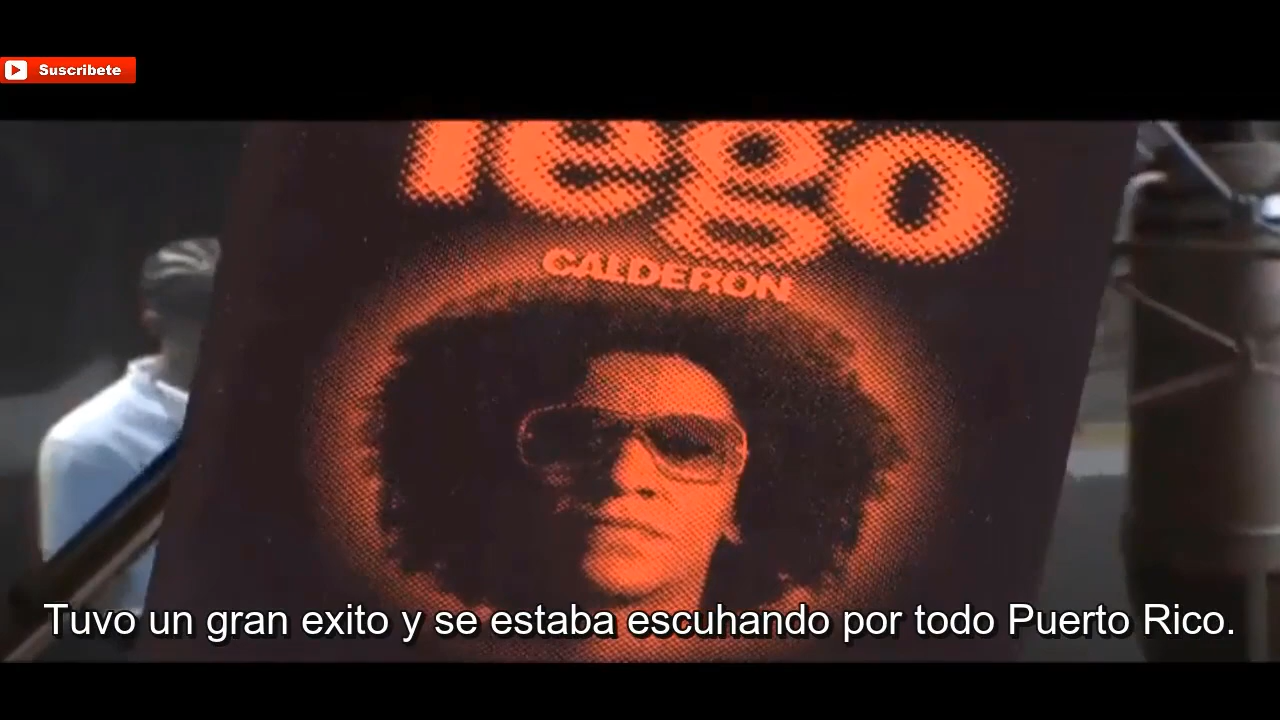 Suscribete
Tego
CALDERON
Tuvo un gran exito y se estaba escuhando por todo Puerto Rico.